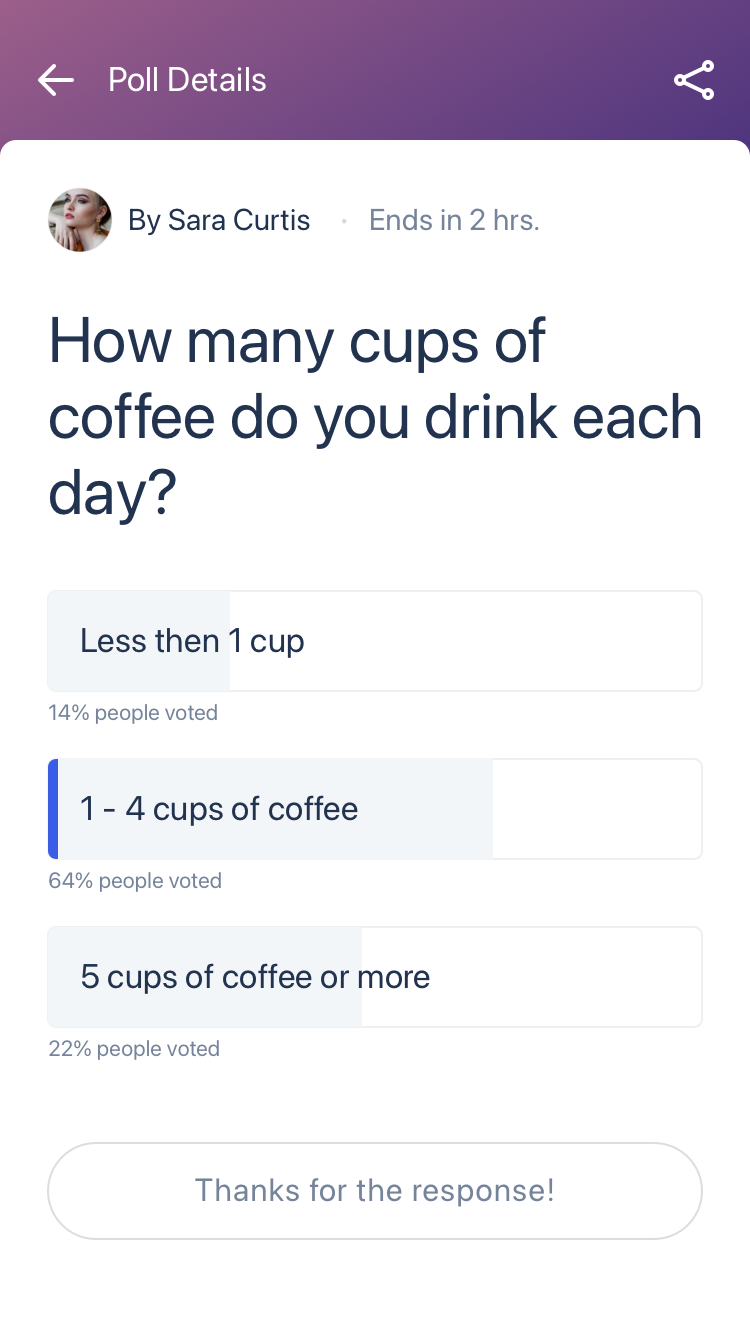 Poll Details
By Sara Curtis · Ends in 2 hrs.
How many cups of
coffee do you drink each
day?
Less then 1 cup
14% people voted
1 - 4 cups of coffee
64% people voted
5 cups of coffee or more
22% people voted
Thanks for the response!